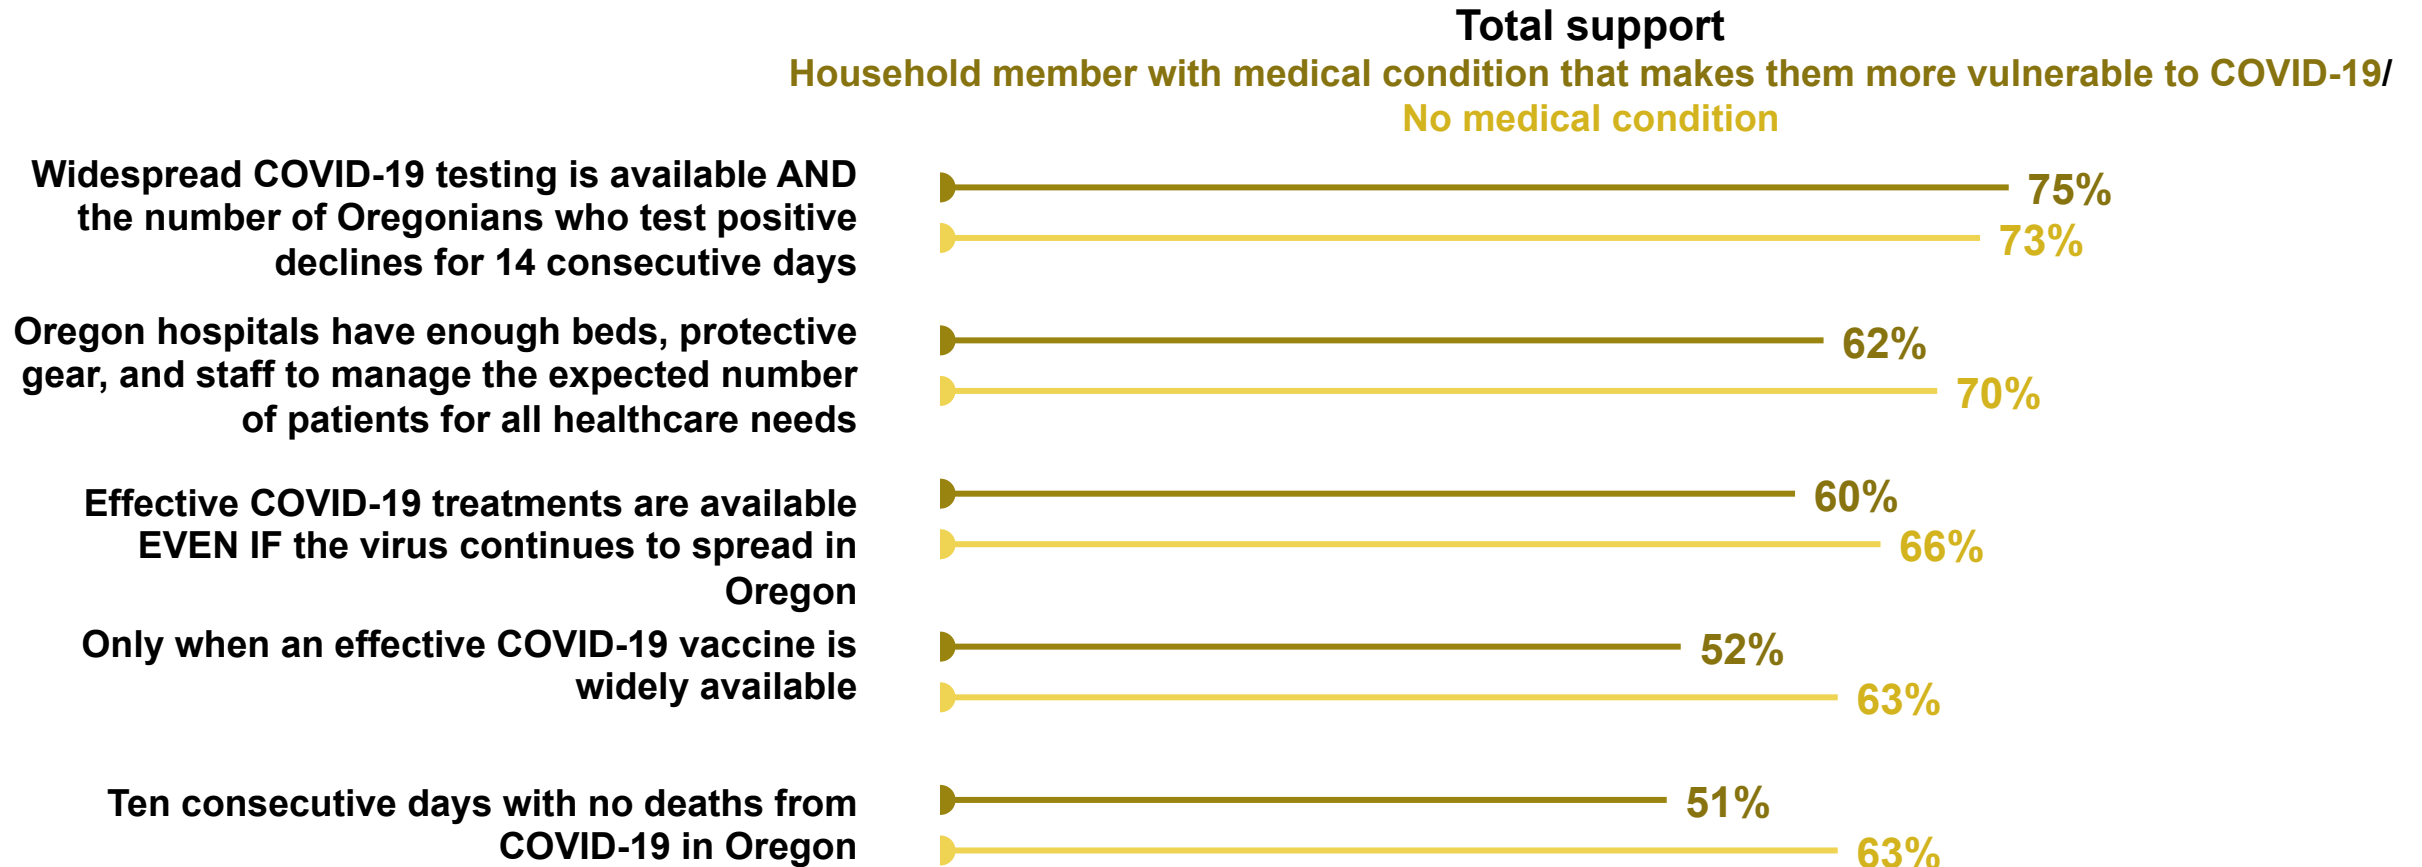 Total support
Household member with medical condition that makes them more vulnerable to COVID-19/
No medical condition
Widespread COVID-19 testing is available AND
the number of Oregonians who test positive
declines for 14 consecutive days
75%
73%
Oregon hospitals have enough beds, protective
gear, and staff to manage the expected number
of patients for all healthcare needs
62%
70%
Effective COVID-19 treatments are available
EVEN IF the virus continues to spread in
Oregon
60%
66%
Only when an effective COVID-19 vaccine is
widely available
52%
63%
Ten consecutive days with no deaths from
COVID-19 in Oregon
51%
63%